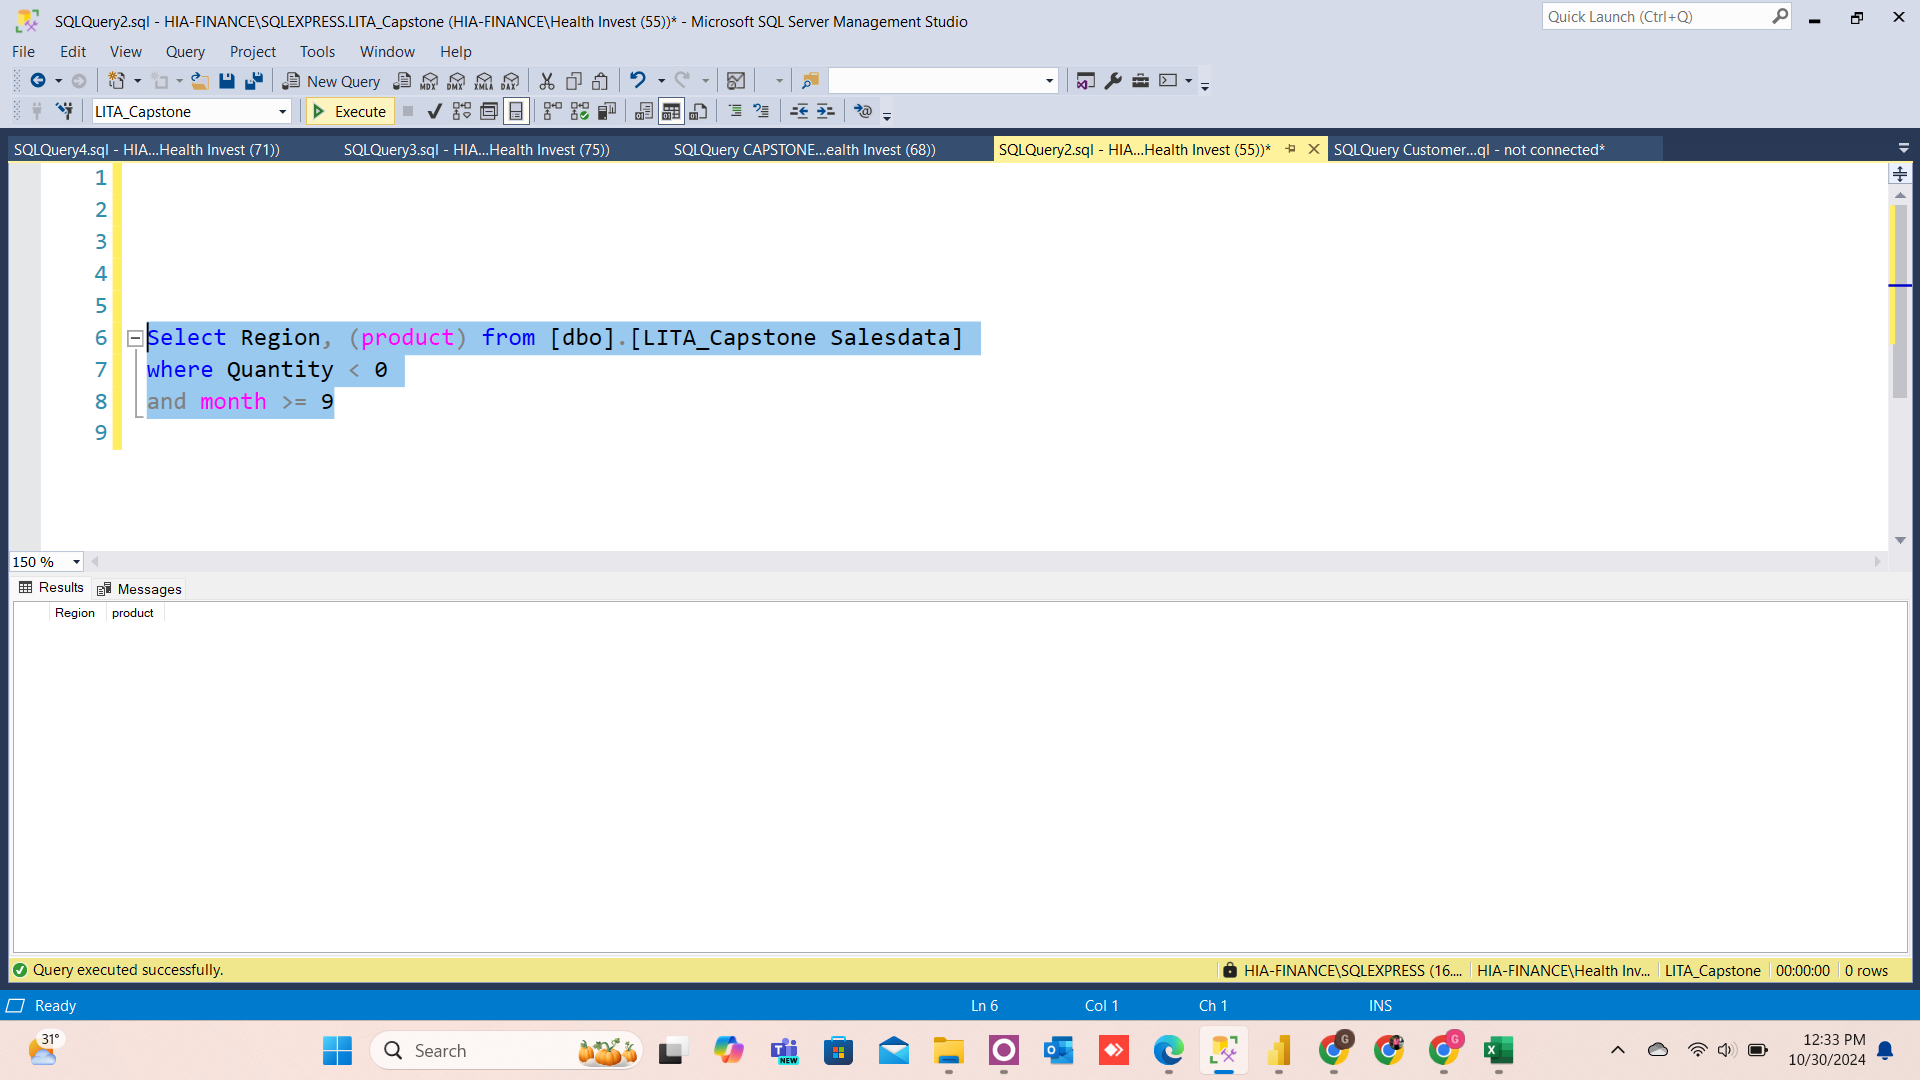 SQLQuery2.sql - HIA-FINANCE\SQLEXPRESS.LITA_Capstone (HIA-FINANCE\Health Invest (55))* - Microsoft SQL Server Management Studio
Quick Launch (Ctrl+Q)
File Edit View Query Project Tools Window Help
New Query MDX DMX XMLA DAX
LITA_Capstone Execute
SQLQuery4.sql - HIA...Health Invest (71)) SQLQuery3.sql - HIA...Health Invest (75)) SQLQuery CAPSTONE...ealth Invest (68)) SQLQuery2.sql - HIA...Health Invest (55))* SQLQuery Customer...ql - not connected*
1
2
3
4
5
6 Select Region, (product) from [dbo].[LITA_Capstone Salesdata]
7 where Quantity < 0
8 and month >= 9
9
150 %
Results Messages
Region product
Query executed successfully.
HIA-FINANCE\SQLEXPRESS (16.... HIA-FINANCE\Health Inv... LITA_Capstone 00:00:00 0 rows
Ready Ln 6 Col 1 Ch 1 INS
31°
Search
NEW
12:33 PM
10/30/2024